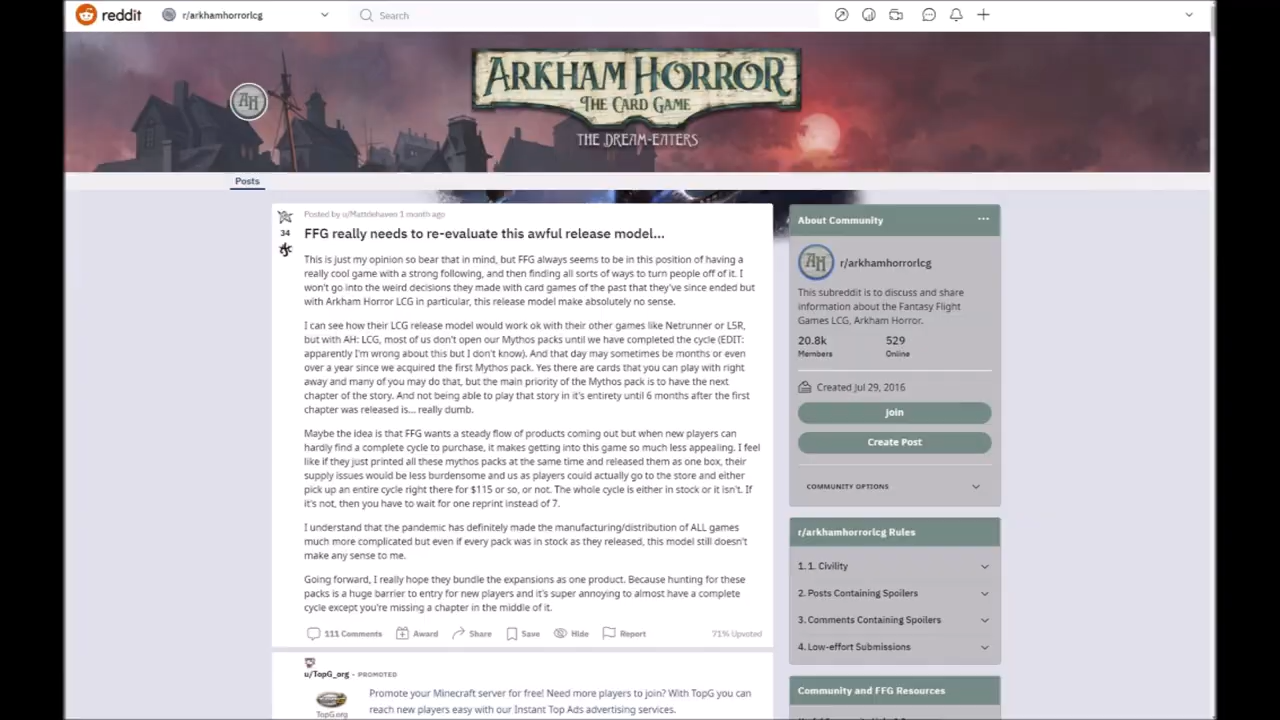 reddit
r/arkhamhorrorlcg
Search
ARKHAM HORROR
THE CARD GAME
THE DREAM-EATERS
AH
Posts
Posted by u/Mattdehaven 1 month ago
34
FFG really needs to re-evaluate this awful release model...
This is just my opinion so bear that in mind, but FFG always seems to be in this position of having a
really cool game with a strong following, and then finding all sorts of ways to turn people off of it. I
won't go into the weird decisions they made with card games of the past that they've since ended but
with Arkham Horror LCG in particular, this release model make absolutely no sense.
I can see how their LCG release model would work ok with their other games like Netrunner or L5R,
but with AH: LCG, most of us don't open our Mythos packs until we have completed the cycle (EDIT:
apparently I'm wrong about this but I don't know). And that day may sometimes be months or even
over a year since we acquired the first Mythos pack. Yes there are cards that you can play with right
away and many of you may do that, but the main priority of the Mythos pack is to have the next
chapter of the story. And not being able to play that story in it's entirety until 6 months after the first
chapter was released is... really dumb.
Maybe the idea is that FFG wants a steady flow of products coming out but when new players can
hardly find a complete cycle to purchase, it makes getting into this game so much less appealing. I feel
like if they just printed all these mythos packs at the same time and released them as one box, their
supply issues would be less burdensome and us as players could actually go to the store and either
pick up an entire cycle right there for $115 or so, or not. The whole cycle is either in stock or it isn't. If
it's not, then you have to wait for one reprint instead of 7.
I understand that the pandemic has definitely made the manufacturing/distribution of ALL games
much more complicated but even if every pack was in stock as they released, this model still doesn't
make any sense to me.
Going forward, I really hope they bundle the expansions as one product. Because hunting for these
packs is a huge barrier to entry for new players and it's super annoying to almost have a complete
cycle except you're missing a chapter in the middle of it.
111 Comments Award Share Save Hide Report 71% Upvoted
u/TopG_org • PROMOTED
Promote your Minecraft server for free! Need more players to join? With TopG you can
reach new players easy with our Instant Top Ads advertising services.
TopG.org
About Community
AH
r/arkhamhorrorlcg
This subreddit is to discuss and share
information about the Fantasy Flight
Games LCG, Arkham Horror.
20.8k 529
Members Online
Created Jul 29, 2016
Join
Create Post
COMMUNITY OPTIONS
r/arkhamhorrorlcg Rules
1. 1. Civility
2. Posts Containing Spoilers
3. Comments Containing Spoilers
4. Low-effort Submissions
Community and FFG Resources